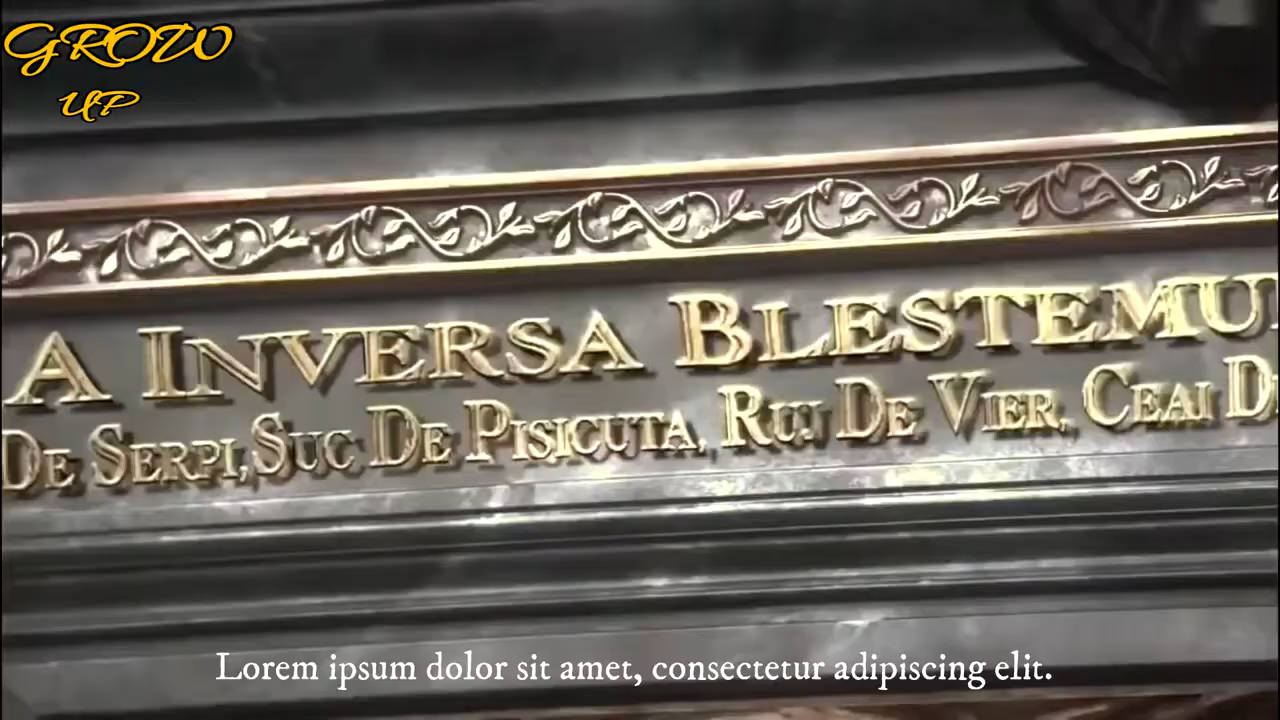 GROW
UP
A INVERSA BLESTEMU
DE SERPI, SUC DE PISICUTA, RUJ DE VIER, CEAI D
Lorem ipsum dolor sit amet, consectetur adipiscing elit.